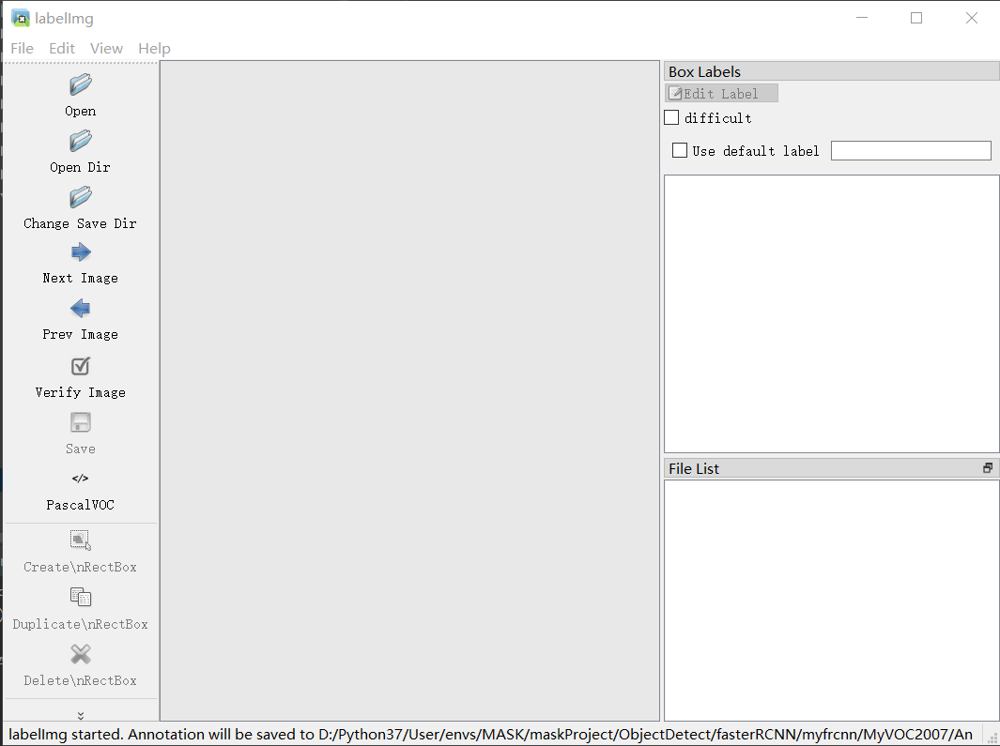 labelImg
File Edit View Help
Open
Open Dir
Change Save Dir
Next Image
Prev Image
Verify Image
Save
</>
PascalVOC
Create\nRectBox
Duplicate\nRectBox
Delete\nRectBox
Box Labels
Edit Label
difficult
Use default label
File List
labelImg started. Annotation will be saved to D:/Python37/User/envs/MASK/maskProject/ObjectDetect/fasterRCNN/myfrcnn/MyVOC2007/An